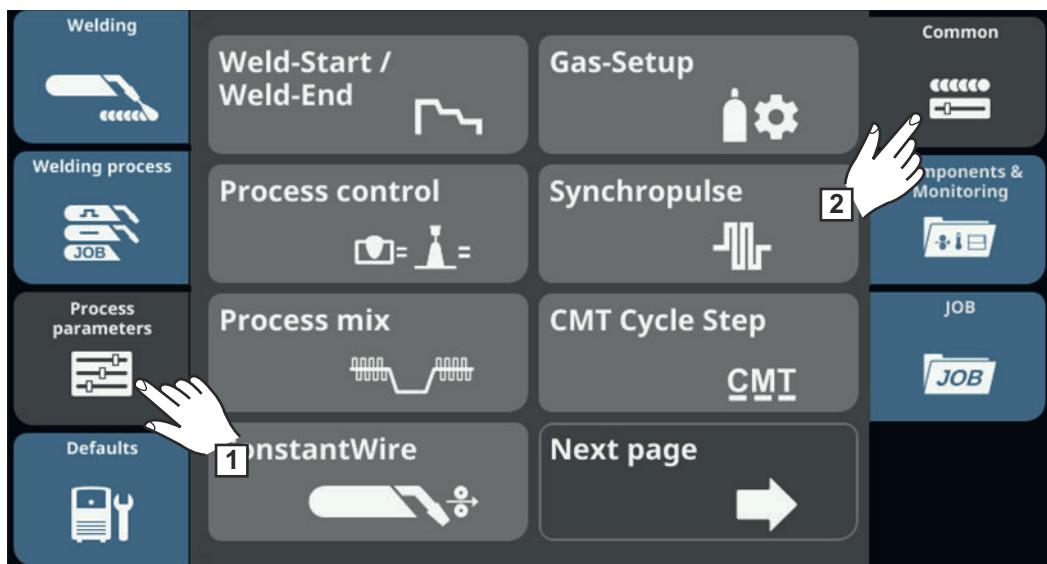 Welding
Welding process
JOB
Process
parameters
Defaults
Weld-Start /
Weld-End
Gas-Setup
Process control
Synchropulse
Process mix
CMT Cycle Step
CMT
onstantWire
Next page
Common
mponents &
Monitoring
JOB
JOB
1
2